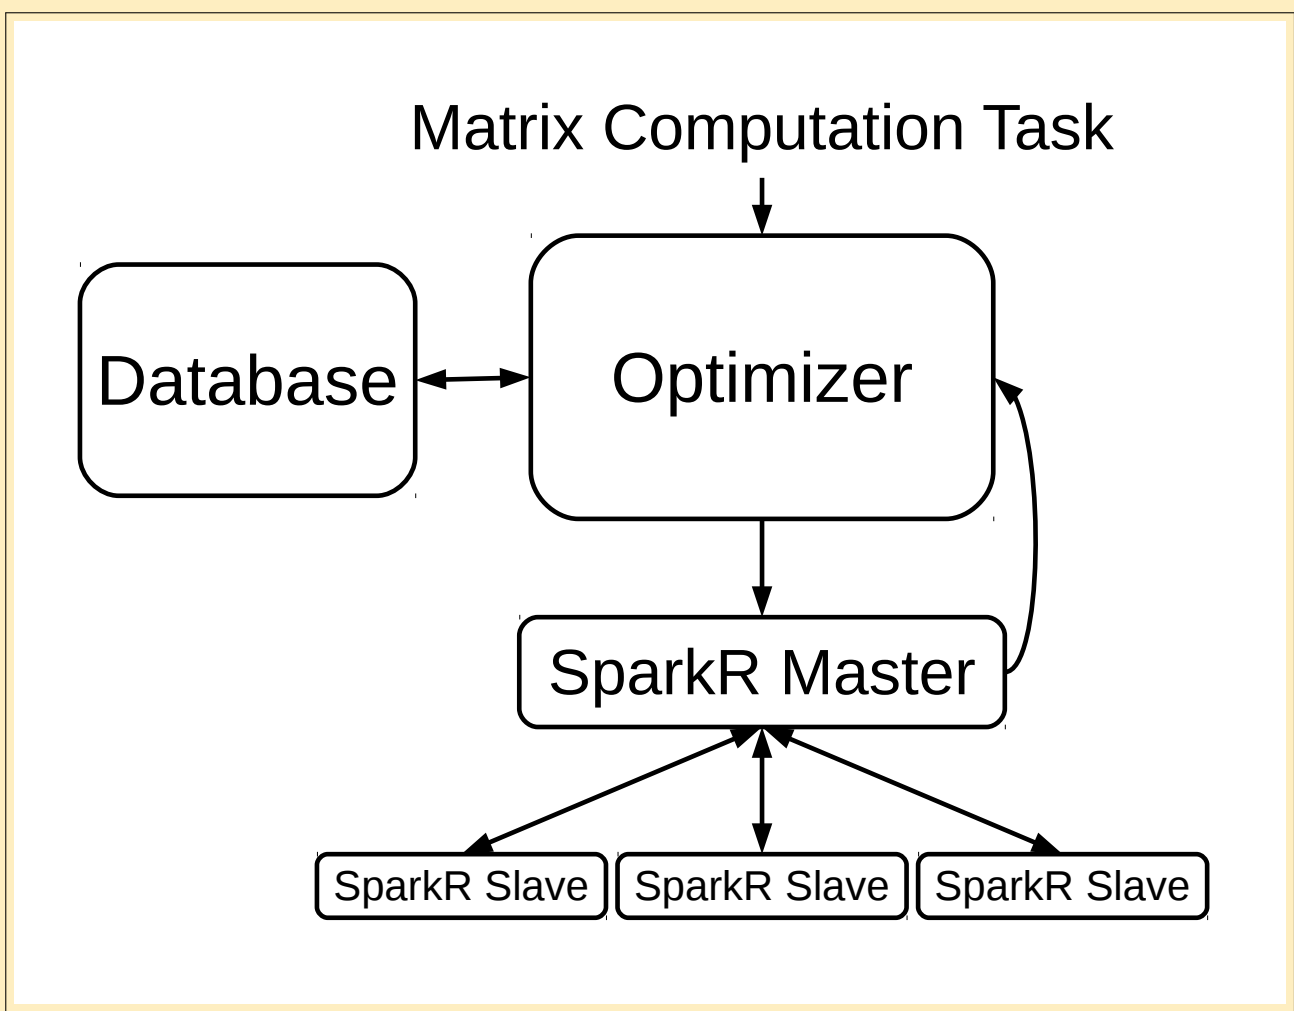 Matrix Computation Task
Database
Optimizer
SparkR Master
SparkR Slave
SparkR Slave
SparkR Slave